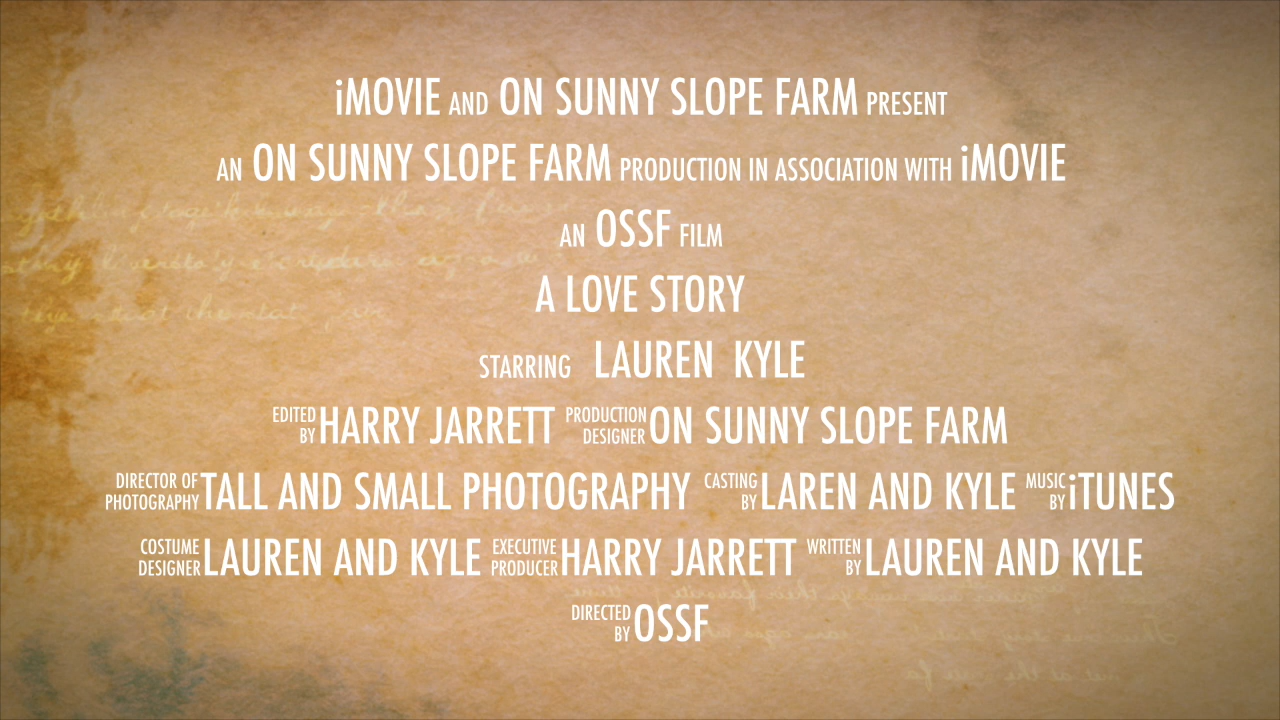 iMOVIE AND ON SUNNY SLOPE FARM PRESENT
AN ON SUNNY SLOPE FARM PRODUCTION IN ASSOCIATION WITH iMOVIE
AN OSSF FILM
A LOVE STORY
STARRING LAUREN KYLE
EDITED BY HARRY JARRETT PRODUCTION DESIGNER ON SUNNY SLOPE FARM
DIRECTOR OF PHOTOGRAPHY TALL AND SMALL PHOTOGRAPHY CASTING BY LAREN AND KYLE MUSIC BY iTUNES
COSTUME DESIGNER LAUREN AND KYLE EXECUTIVE PRODUCER HARRY JARRETT WRITTEN BY LAUREN AND KYLE
DIRECTED BY OSSF